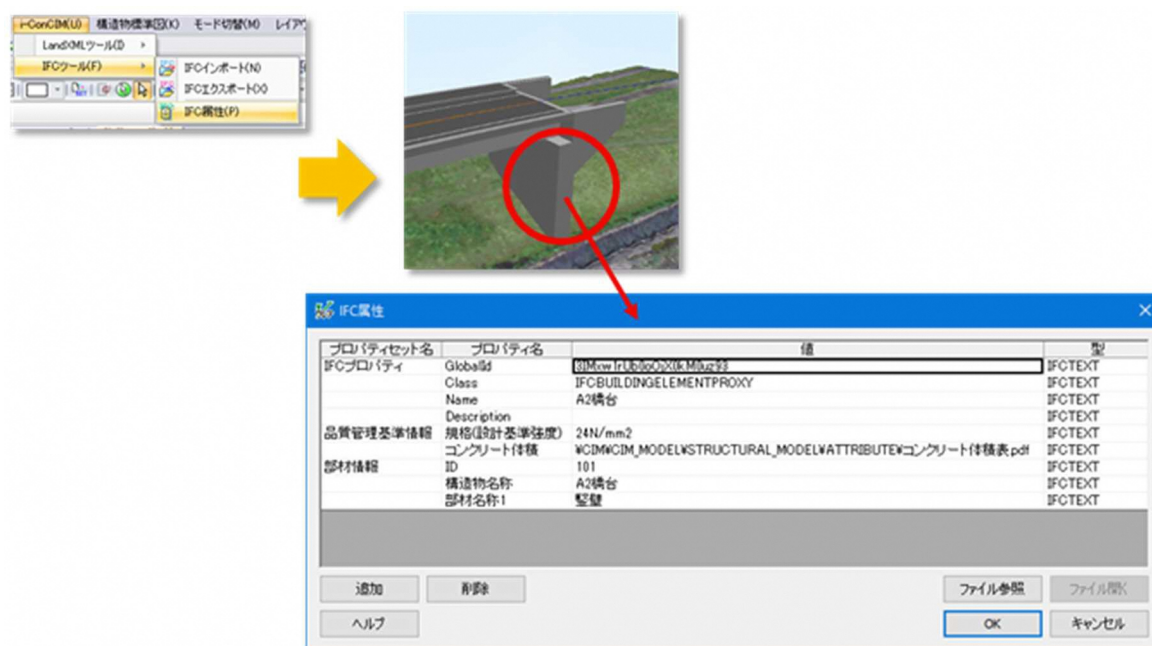 i-ConCIM(U) 構造物標準図(K) モード切替(M) レイアウ
LandXMLツール(I)
IFCツール(F)
IFCインポート(N)
IFCエクスポート(X)
IFC属性(P)
IFC属性
プロパティセット名 プロパティ名 値 型
IFCプロパティ GlobalId IFCTEXT
Class IFCBUILDINGELEMENTPROXY IFCTEXT
Name A2橋台 IFCTEXT
Description IFCTEXT
品質管理基準情報 規格(設計基準強度) 24N/mm2 IFCTEXT
コンクリート体積 ¥CIM¥CIM_MODEL¥STRUCTURAL_MODEL¥ATTRIBUTE¥コンクリート体積表.pdf IFCTEXT
部材情報 ID 101 IFCTEXT
構造物名称 A2橋台 IFCTEXT
部材名称1 竪壁 IFCTEXT
追加 削除 ファイル参照 ファイル開く
ヘルプ OK キャンセル